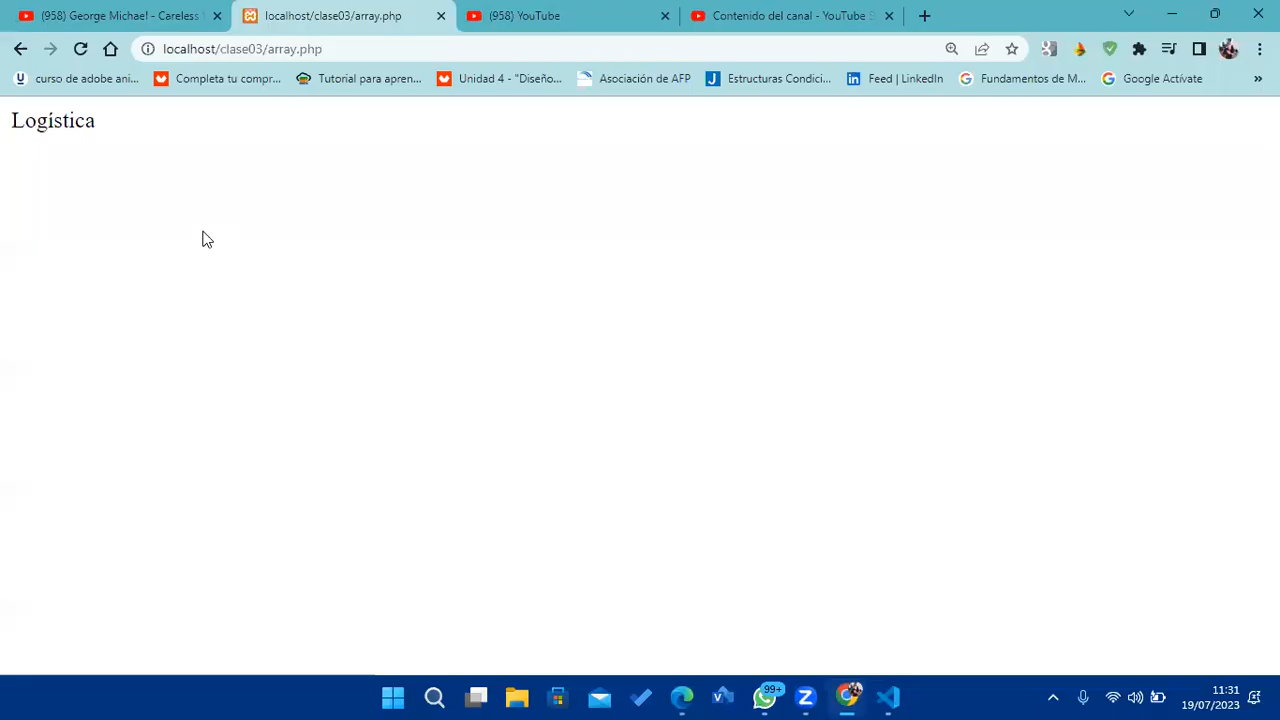 (958) George Michael - Careless
localhost/clase03/array.php
(958) YouTube
Contenido del canal - YouTube S
localhost/clase03/array.php
curso de adobe ani...
Completa tu compr...
Tutorial para apren...
Unidad 4 - "Diseño...
Asociación de AFP
Estructuras Condici...
Feed | LinkedIn
Fundamentos de M...
Google Actívate
»
Logística
99+
11:31
19/07/2023